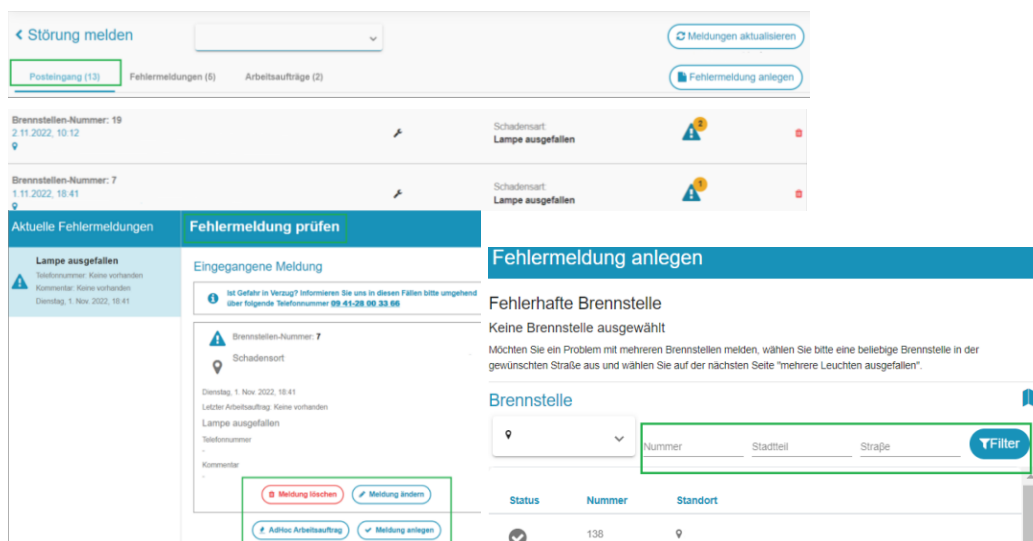 Störung melden
Meldungen aktualisieren
Posteingang (13) Fehlermeldungen (5) Arbeitsaufträge (2)
Fehlermeldung anlegen
Brennstellen-Nummer: 19
2.11.2022, 10:12
Schadensart
Lampe ausgefallen
2
Brennstellen-Nummer: 7
1.11.2022, 18:41
Schadensart
Lampe ausgefallen
1
Aktuelle Fehlermeldungen
Lampe ausgefallen
Telefonnummer: Keine vorhanden
Kommentar: Keine vorhanden
Dienstag, 1. Nov. 2022, 18:41
Fehlermeldung prüfen
Eingegangene Meldung
Ist Gefahr in Verzug? Informieren Sie uns in diesen Fällen bitte umgehend
über folgende Telefonnummer 09 41-28 00 33 66
Brennstellen-Nummer: 7
Schadensort
Dienstag, 1. Nov. 2022, 18:41
Letzter Arbeitsauftrag: Keine vorhanden
Lampe ausgefallen
Telefonnummer
-
Kommentar
-
Meldung löschen Meldung ändern
AdHoc Arbeitsauftrag Meldung anlegen
Fehlermeldung anlegen
Fehlerhafte Brennstelle
Keine Brennstelle ausgewählt
Möchten Sie ein Problem mit mehreren Brennstellen melden, wählen Sie bitte eine beliebige Brennstelle in der
gewünschten Straße aus und wählen Sie auf der nächsten Seite "mehrere Leuchten ausgefallen".
Brennstelle
Nummer Stadtteil Straße Filter
Status Nummer Standort
138